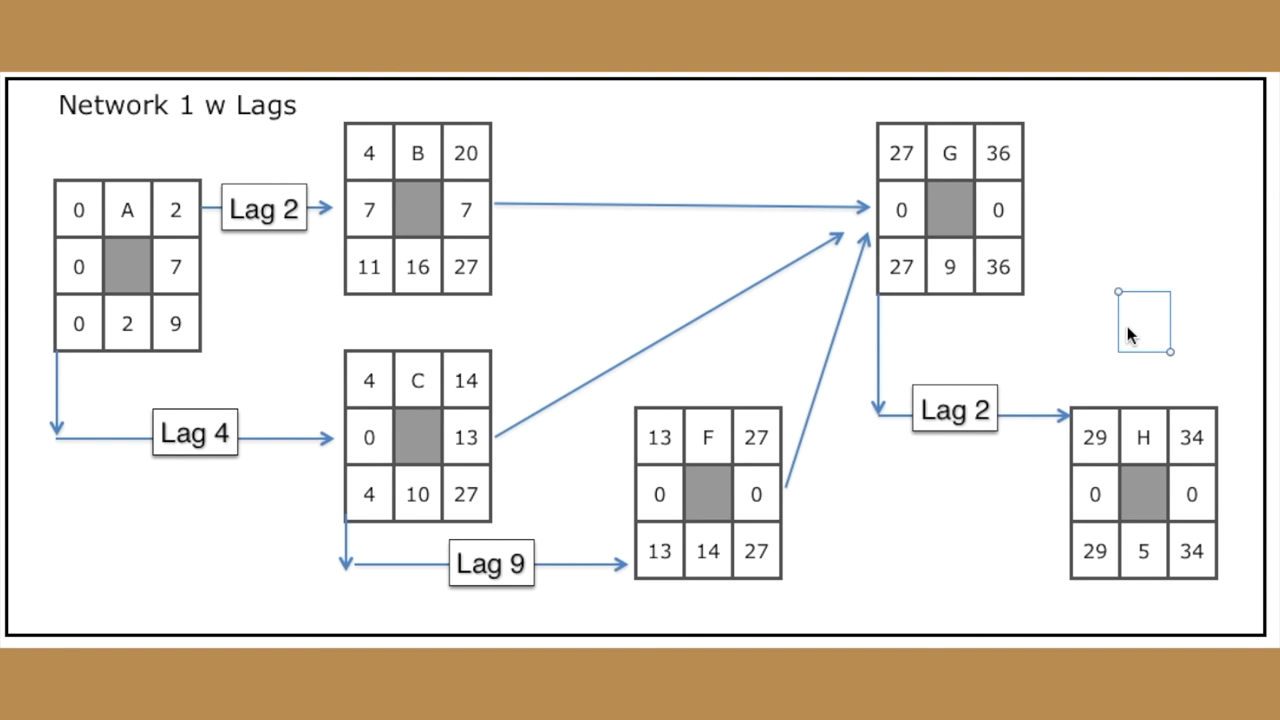 Network 1 w Lags
0 A 2
0 7
0 2 9
Lag 2
4 B 20
7 7
11 16 27
Lag 4
4 C 14
0 13
4 10 27
Lag 9
13 F 27
0 0
13 14 27
27 G 36
0 0
27 9 36
Lag 2
29 H 34
0 0
29 5 34